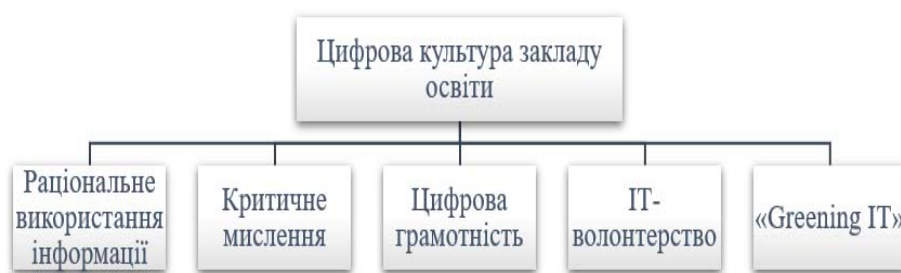 Цифрова культура закладу
освіти
Раціональне
використання
інформації
Критичне
мислення
Цифрова
грамотність
ІТ-
волонтерство
«Greening IT»